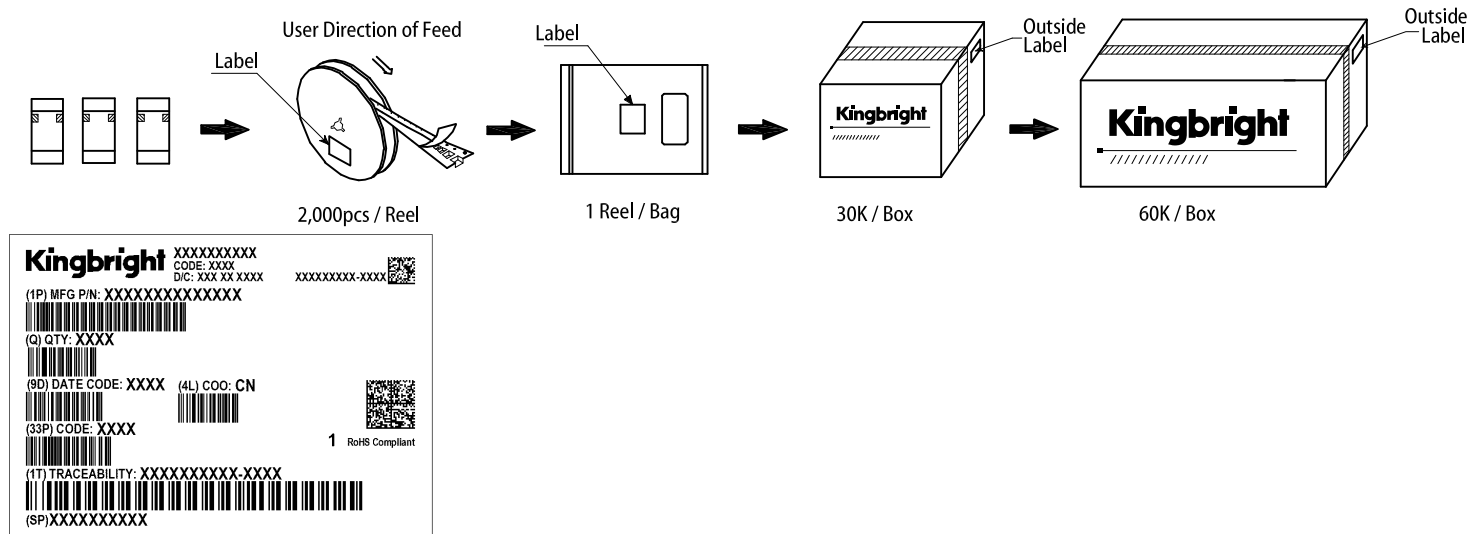 User Direction of Feed
Label
Label
Outside
Label
Outside
Label
Kingbright
Kingbright
2,000pcs / Reel
1 Reel / Bag
30K / Box
60K / Box
Kingbright
XXXXXXXXXX
CODE: XXXX
D/C: XXX XX XXXX
XXXXXXXXX-XXXX
(1P) MFG P/N: XXXXXXXXXXXXXX
(Q) QTY: XXXX
(9D) DATE CODE: XXXX
(4L) COO: CN
(33P) CODE: XXXX
1 RoHS Compliant
(1T) TRACEABILITY: XXXXXXXXXX-XXXX
(SP)XXXXXXXXXX